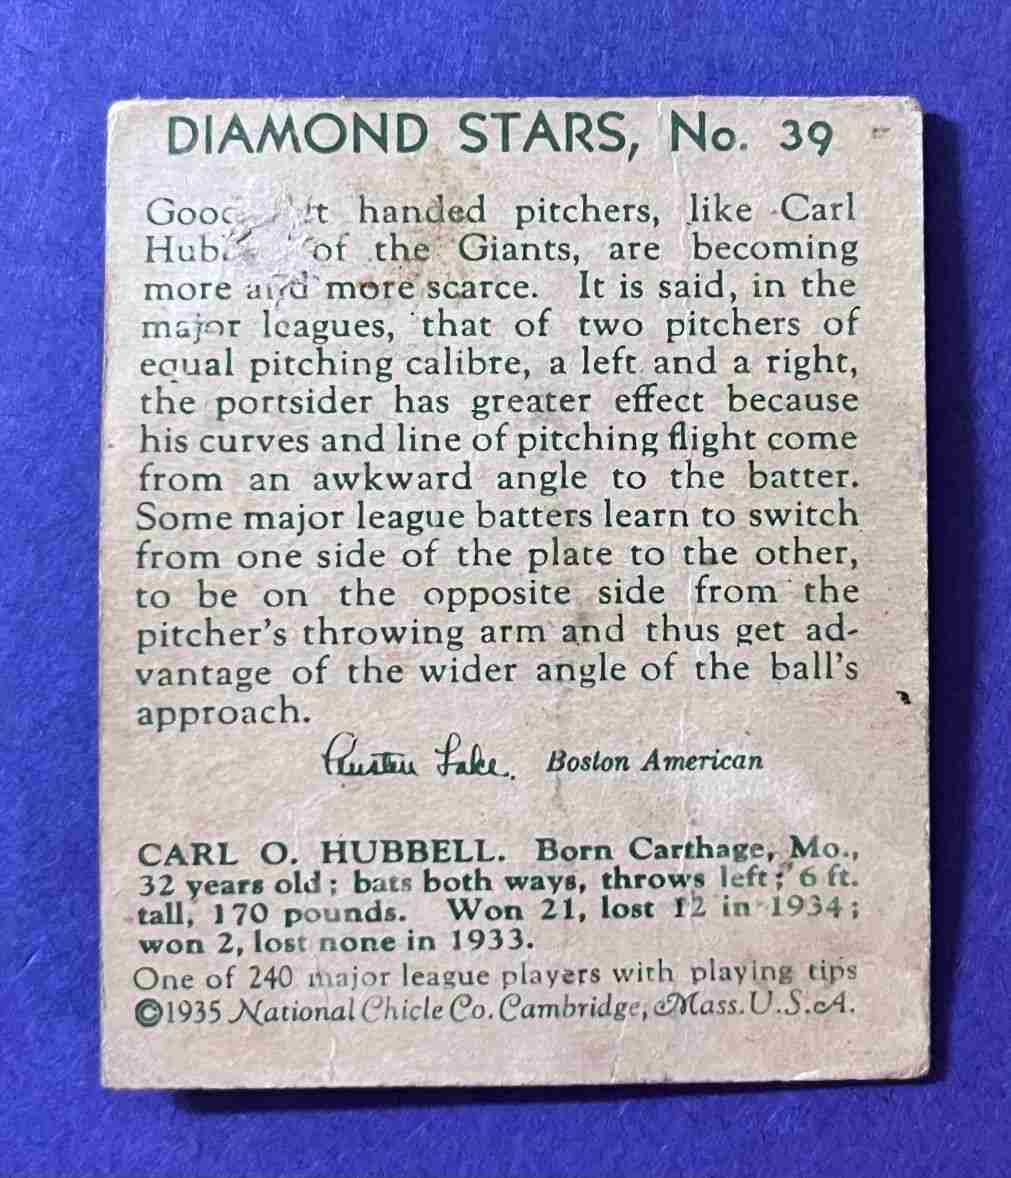 DIAMOND STARS, No. 39
handed pitchers, like Carl
of the Giants, are becoming
more and more scarce. It is said, in the
major leagues, that of two pitchers of
equal pitching calibre, a left and a right,
the portsider has greater effect because
his curves and line of pitching flight come
from an awkward angle to the batter.
Some major league batters learn to switch
from one side of the plate to the other,
to be on the opposite side from the
pitcher's throwing arm and thus get ad-
vantage of the wider angle of the ball's
approach.
Austen Lake. Boston American
CARL O. HUBBELL. Born Carthage, Mo.,
32 years old; bats both ways, throws left; 6 ft.
tall, 170 pounds. Won 21, lost 12 in 1934;
won 2, lost none in 1933.
One of 240 major league players with playing tips
©1935 National Chicle Co. Cambridge, Mass. U.S.A.